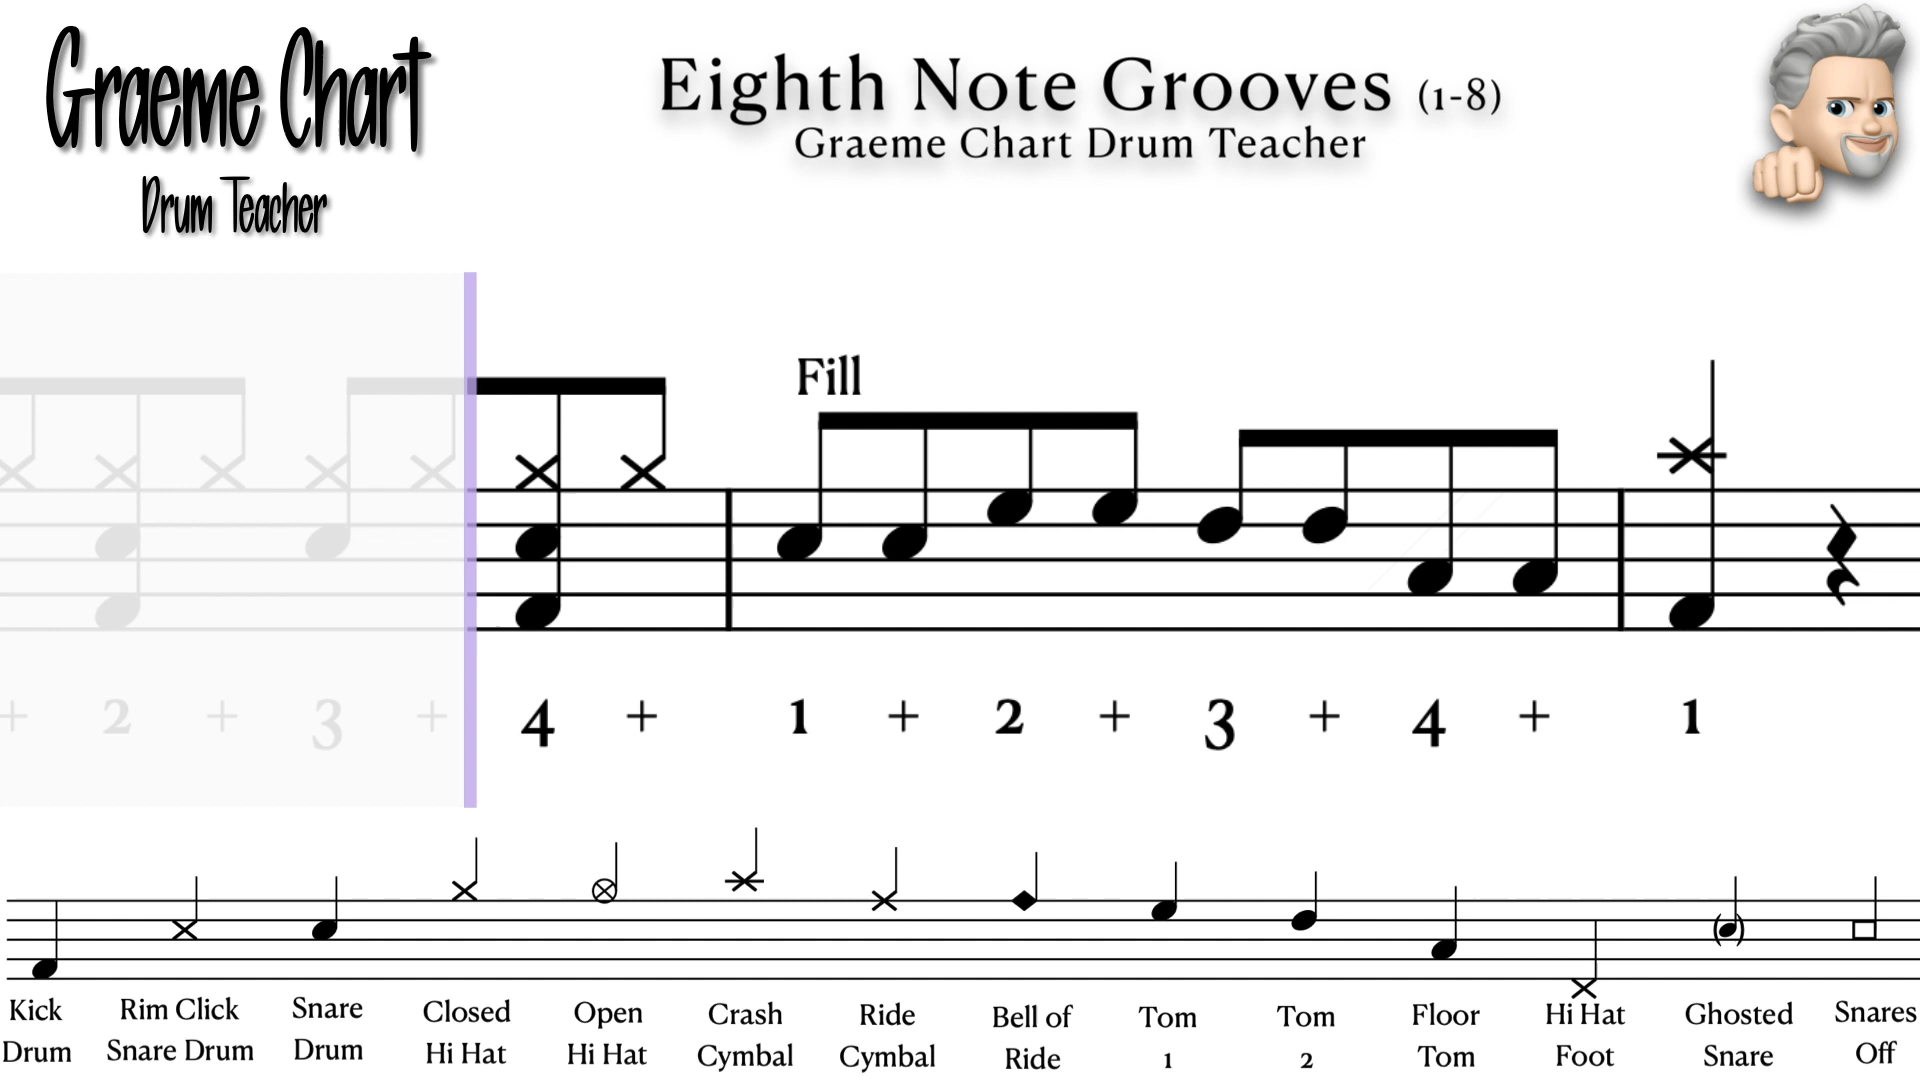 Graeme Chart
Drum Teacher
Eighth Note Grooves (1-8)
Graeme Chart Drum Teacher
Fill
+ 2 + 3 + 4 + 1 + 2 + 3 + 4 + 1
Kick Drum
Rim Click Snare Drum
Snare Drum
Closed Hi Hat
Open Hi Hat
Crash Cymbal
Ride Cymbal
Bell of Ride
Tom 1
Tom 2
Floor Tom
Hi Hat Foot
Ghosted Snare
Snares Off